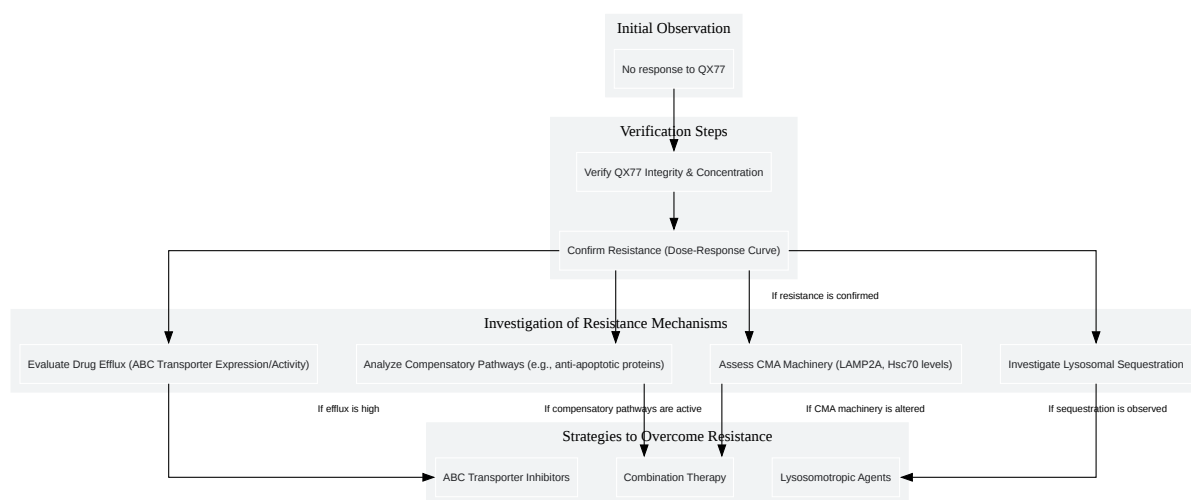 Initial Observation
No response to QX77
Verification Steps
Verify QX77 Integrity & Concentration
Confirm Resistance (Dose-Response Curve)
If resistance is confirmed
Investigation of Resistance Mechanisms
Evaluate Drug Efflux (ABC Transporter Expression/Activity)
Analyze Compensatory Pathways (e.g., anti-apoptotic proteins)
Assess CMA Machinery (LAMP2A, Hsc70 levels)
Investigate Lysosomal Sequestration
If efflux is high
If compensatory pathways are active
If CMA machinery is altered
If sequestration is observed
Strategies to Overcome Resistance
ABC Transporter Inhibitors
Combination Therapy
Lysosomotropic Agents